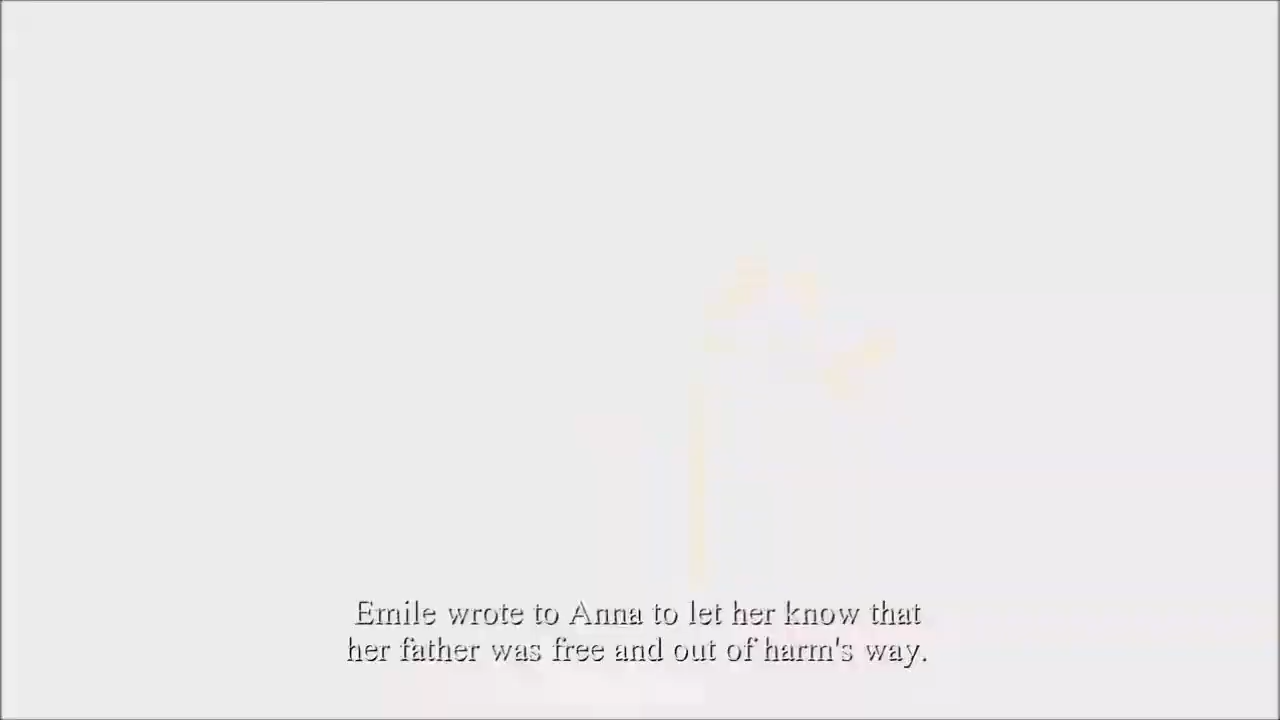 Emile wrote to Anna to let her know that
her father was free and out of harm's way.